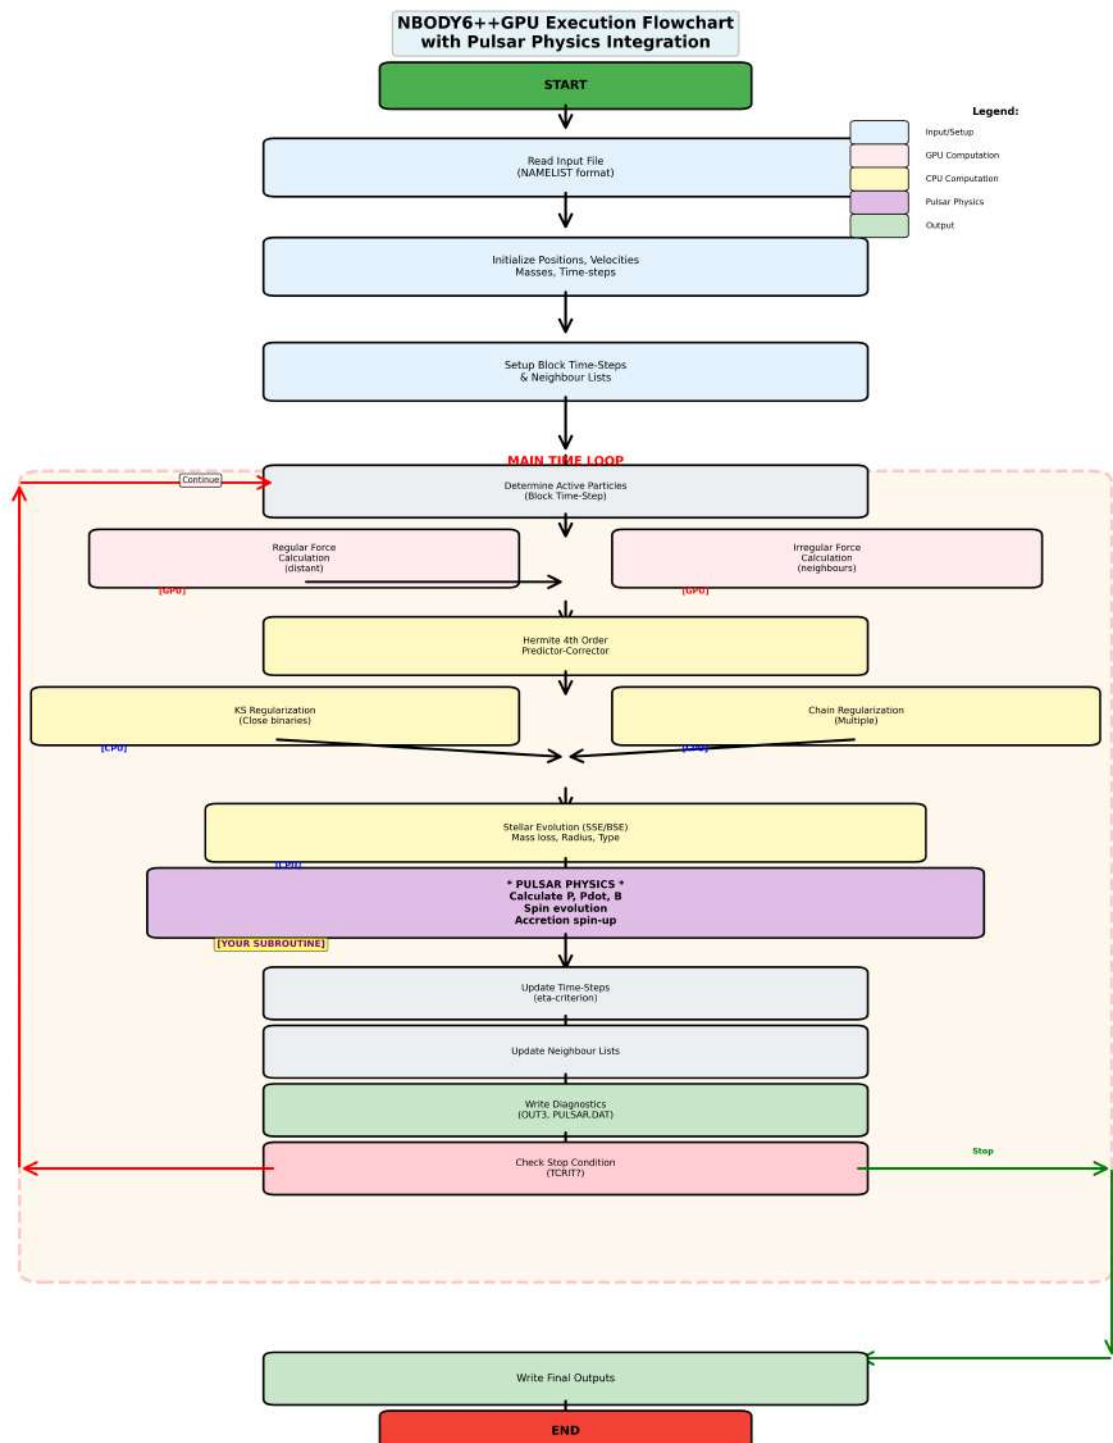 NBODY6++GPU Execution Flowchart
with Pulsar Physics Integration
START
Legend:
Input/Setup
GPU Computation
CPU Computation
Pulsar Physics
Output
Read Input File
(NAMELIST format)
Initialize Positions, Velocities
Masses, Time-steps
Setup Block Time-Steps
& Neighbour Lists
MAIN TIME LOOP
Continue
Determine Active Particles
(Block Time-Step)
Regular Force
Calculation
(distant)
[GPU]
Irregular Force
Calculation
(neighbours)
[GPU]
Hermite 4th Order
Predictor-Corrector
KS Regularization
(Close binaries)
[CPU]
Chain Regularization
(Multiple)
[CPU]
Stellar Evolution (SSE/BSE)
Mass loss, Radius, Type
[CPU]
* PULSAR PHYSICS *
Calculate P, Pdot, B
Spin evolution
Accretion spin-up
[YOUR SUBROUTINE]
Update Time-Steps
(eta-criterion)
Update Neighbour Lists
Write Diagnostics
(OUT3, PULSAR.DAT)
Check Stop Condition
(TCRIT?)
Stop
Write Final Outputs
END